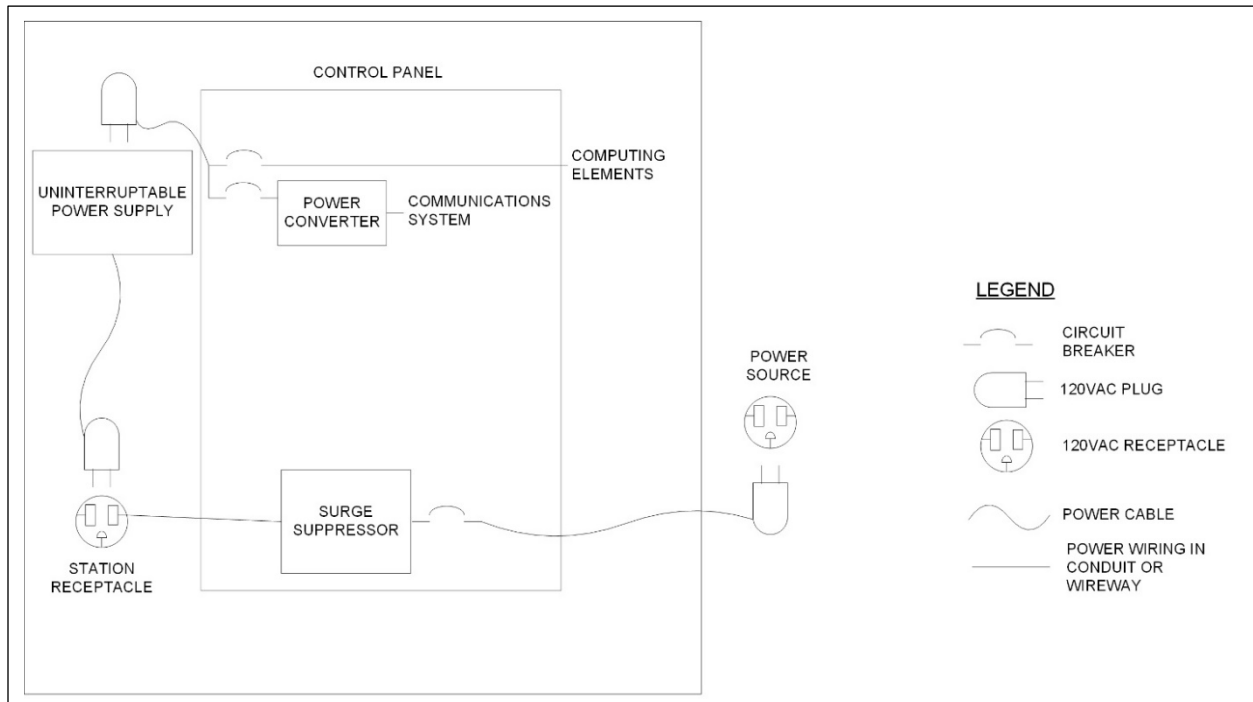 CONTROL PANEL
UNINTERRUPTABLE
POWER SUPPLY
COMPUTING
ELEMENTS
POWER
CONVERTER
COMMUNICATIONS
SYSTEM
POWER
SOURCE
SURGE
SUPPRESSOR
STATION
RECEPTACLE
LEGEND
CIRCUIT
BREAKER
120VAC PLUG
120VAC RECEPTACLE
POWER CABLE
POWER WIRING IN
CONDUIT OR
WIREWAY